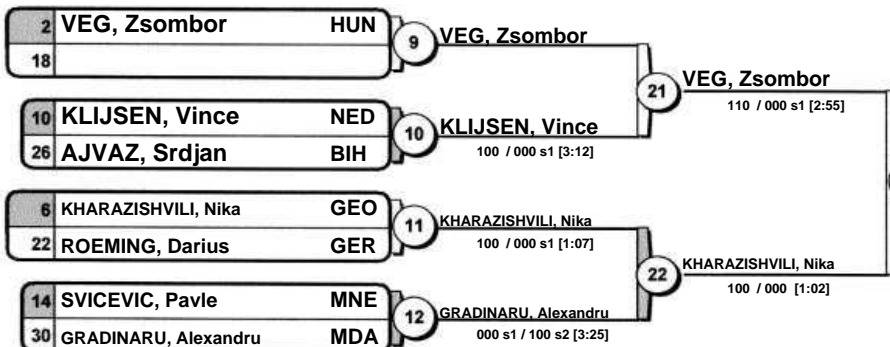 2 VEG, Zsombor HUN
18
9
VEG, Zsombor
10 KLIJSEN, Vince NED
26 AJVAZ, Srdjan BIH
10
KLIJSEN, Vince
100 / 000 s1 [3:12]
21
VEG, Zsombor
110 / 000 s1 [2:55]
6 KHARAZISHVILI, Nika GEO
22 ROEMING, Darius GER
11
KHARAZISHVILI, Nika
100 / 000 s1 [1:07]
14 SVICEVIC, Pavle MNE
30 GRADINARU, Alexandru MDA
12
GRADINARU, Alexandru
000 s1 / 100 s2 [3:25]
22
KHARAZISHVILI, Nika
100 / 000 [1:02]